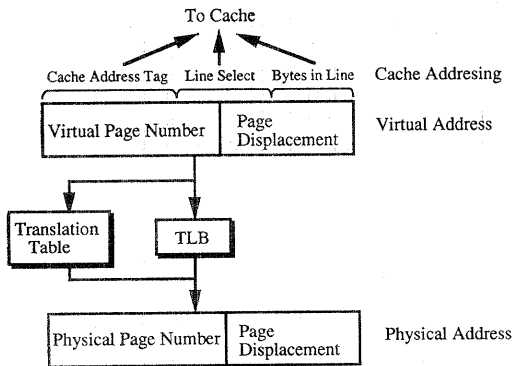 To Cache
Cache Address Tag Line Select Bytes in Line Cache Addresing
Virtual Page Number Page Displacement Virtual Address
Translation Table TLB
Physical Page Number Page Displacement Physical Address